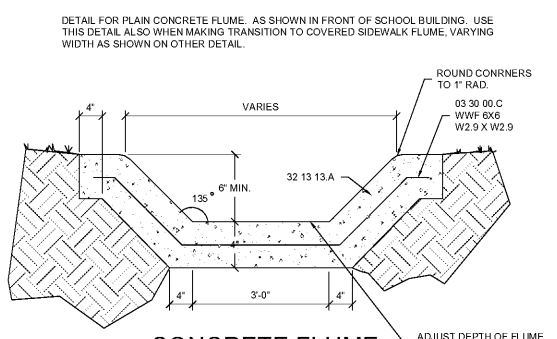 DETAIL FOR PLAIN CONCRETE FLUME. AS SHOWN IN FRONT OF SCHOOL BUILDING. USE
THIS DETAIL ALSO WHEN MAKING TRANSITION TO COVERED SIDEWALK FLUME, VARYING
WIDTH AS SHOWN ON OTHER DETAIL.
ROUND CONRNERS
TO 1" RAD.
4"
VARIES
03 30 00.C
WWF 6X6
W2.9 X W2.9
32 13 13.A
6" MIN.
135°
4"
4"
3'-0"
4"
CONCRETE FLUME
ADJUST DEPTH OF FLUME